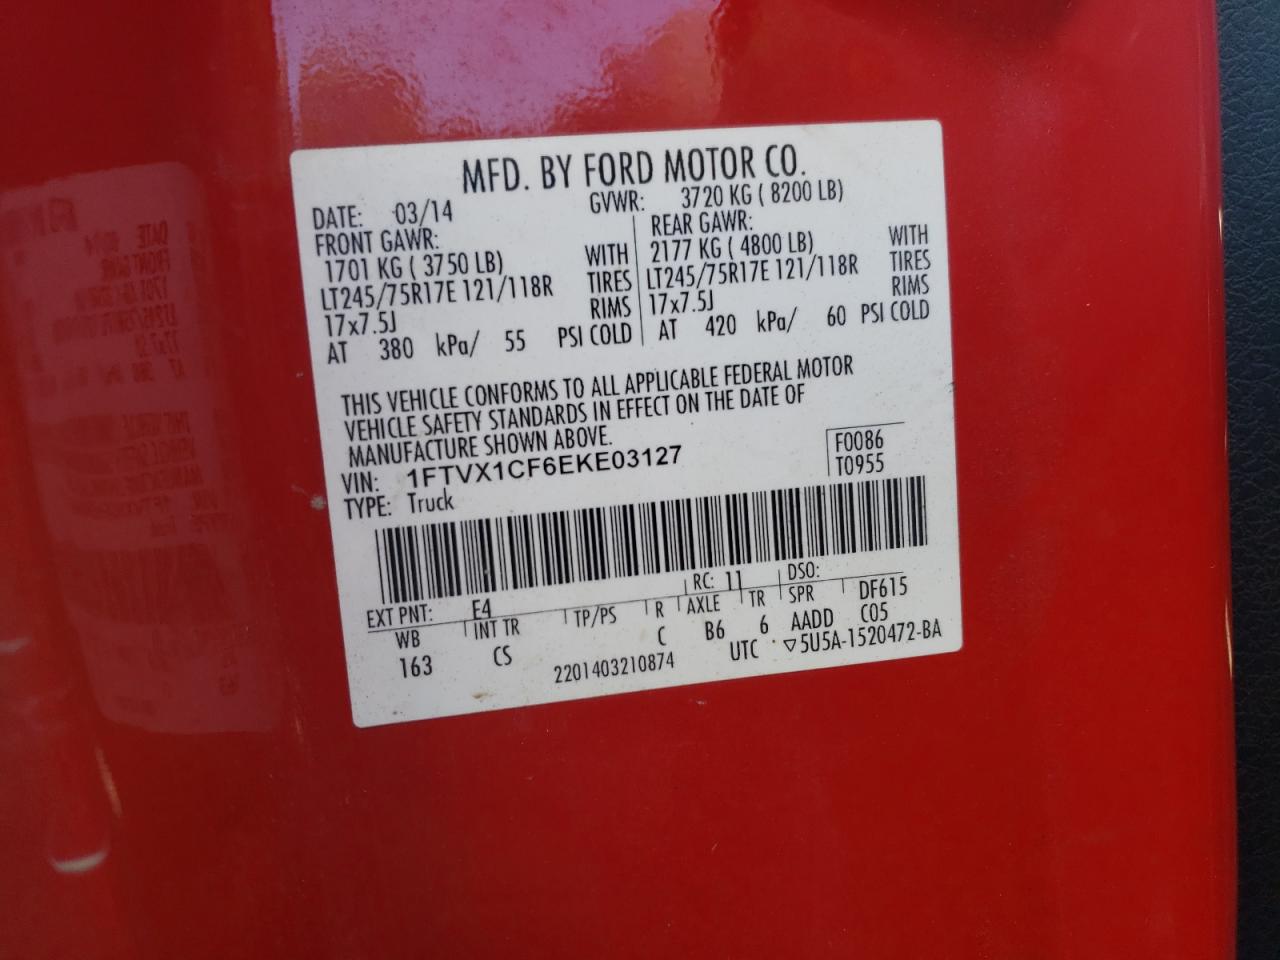 MFD. BY FORD MOTOR CO.
DATE: 03/14 GVWR: 3720 KG ( 8200 LB)
FRONT GAWR:
1701 KG ( 3750 LB) WITH
LT245/75R17E 121/118R TIRES
17x7.5J RIMS
AT 380 kPa/ 55 PSI COLD
REAR GAWR:
2177 KG ( 4800 LB) WITH
LT245/75R17E 121/118R TIRES
17x7.5J RIMS
AT 420 kPa/ 60 PSI COLD
THIS VEHICLE CONFORMS TO ALL APPLICABLE FEDERAL MOTOR
VEHICLE SAFETY STANDARDS IN EFFECT ON THE DATE OF
MANUFACTURE SHOWN ABOVE.
VIN: 1FTVX1CF6EKE03127
TYPE: Truck
F0086
T0955
EXT PNT: F4 RC: 11 DSO:
WB INT TR TP/PS R AXLE TR SPR DF615
163 CS C B6 6 AADD C05
2201403210874 UTC ▽5U5A-1520472-BA